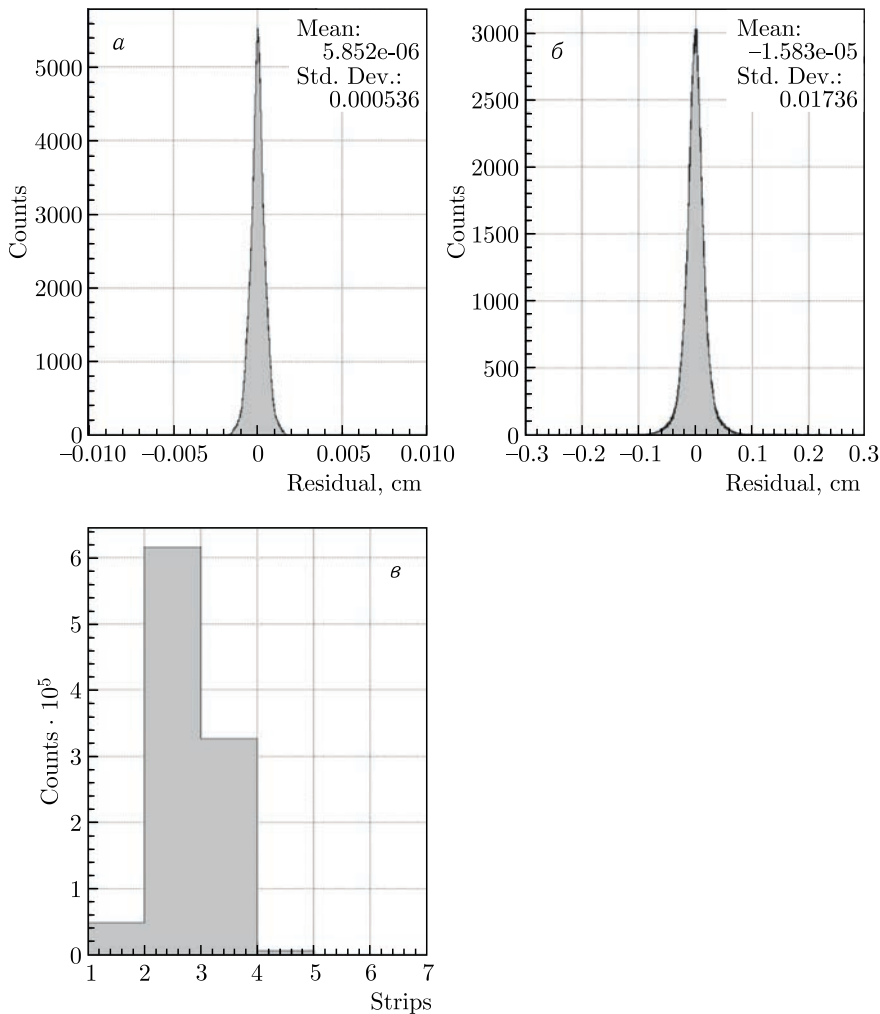 а
Mean:
5.852e-06
Std. Dev.:
0.000536
5000
4000
3000
2000
1000
0
Counts
−0.010 −0.005 0 0.005 0.010
Residual, cm
б
Mean:
−1.583e-05
Std. Dev.:
0.01736
3000
2500
2000
1500
1000
500
0
Counts
−0.3 −0.2 −0.1 0 0.1 0.2 0.3
Residual, cm
в
6
5
4
3
2
1
0
Counts · 10⁵
1 2 3 4 5 6 7
Strips